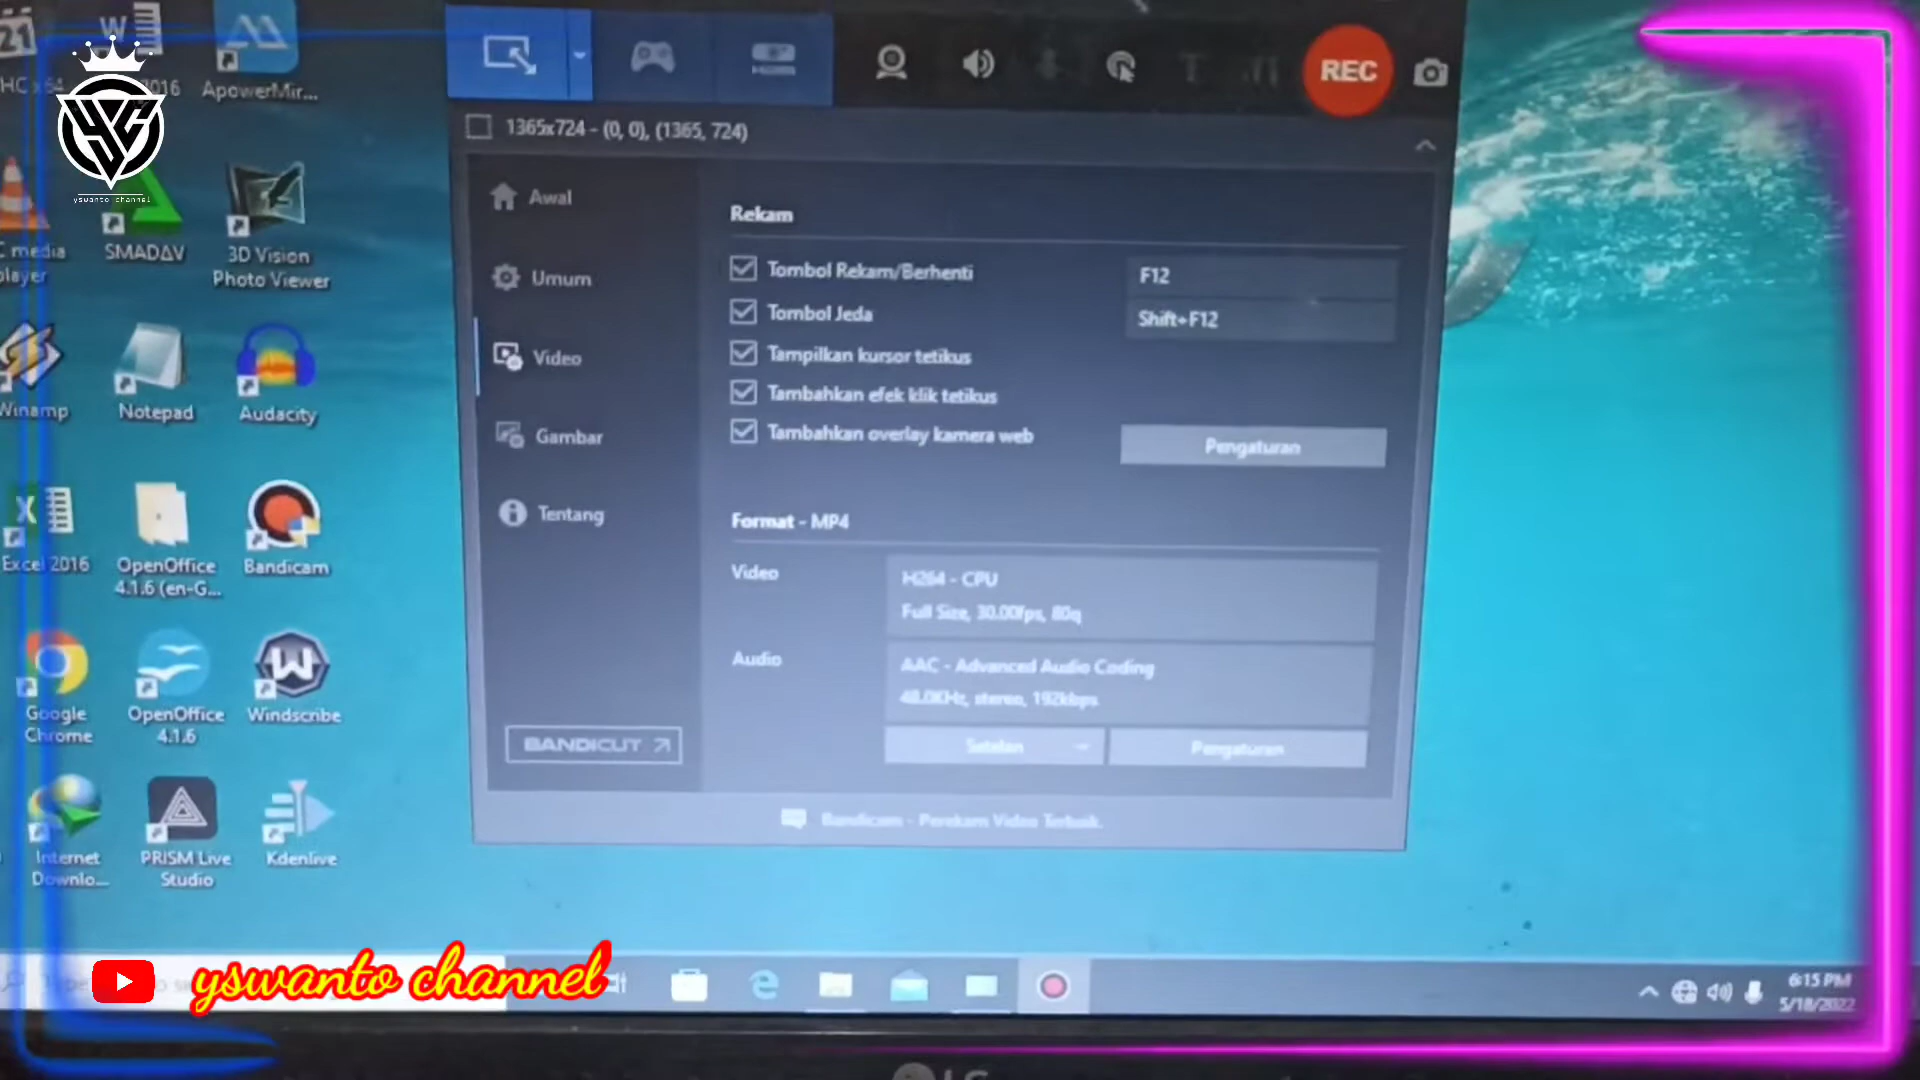 21
HC x64
2016
ApowerMir...
yswanto channel
media
player
SMADAV
3D Vision
Photo Viewer
Winamp
Notepad
Audacity
Excel 2016
OpenOffice
4.1.6 (en-G...
Bandicam
Google
Chrome
OpenOffice
4.1.6
Windscribe
Internet
Downlo...
PRISM Live
Studio
Kdenlive
REC
1365x724 - (0, 0), (1365, 724)
Awal
Umum
Video
Gambar
Tentang
BANDICUT
Rekam
Tombol Rekam/Berhenti
F12
Tombol Jeda
Shift+F12
Tampilkan kursor tetikus
Tambahkan efek klik tetikus
Tambahkan overlay kamera web
Pengaturan
Format - MP4
Video
H264 - CPU
Full Size, 30.00fps, 80q
Audio
AAC - Advanced Audio Coding
48.0KHz, stereo, 192kbps
Setelan
Pengaturan
Bandicam - Perekam Video Terbaik.
yswanto channel
6:15 PM
5/18/2022